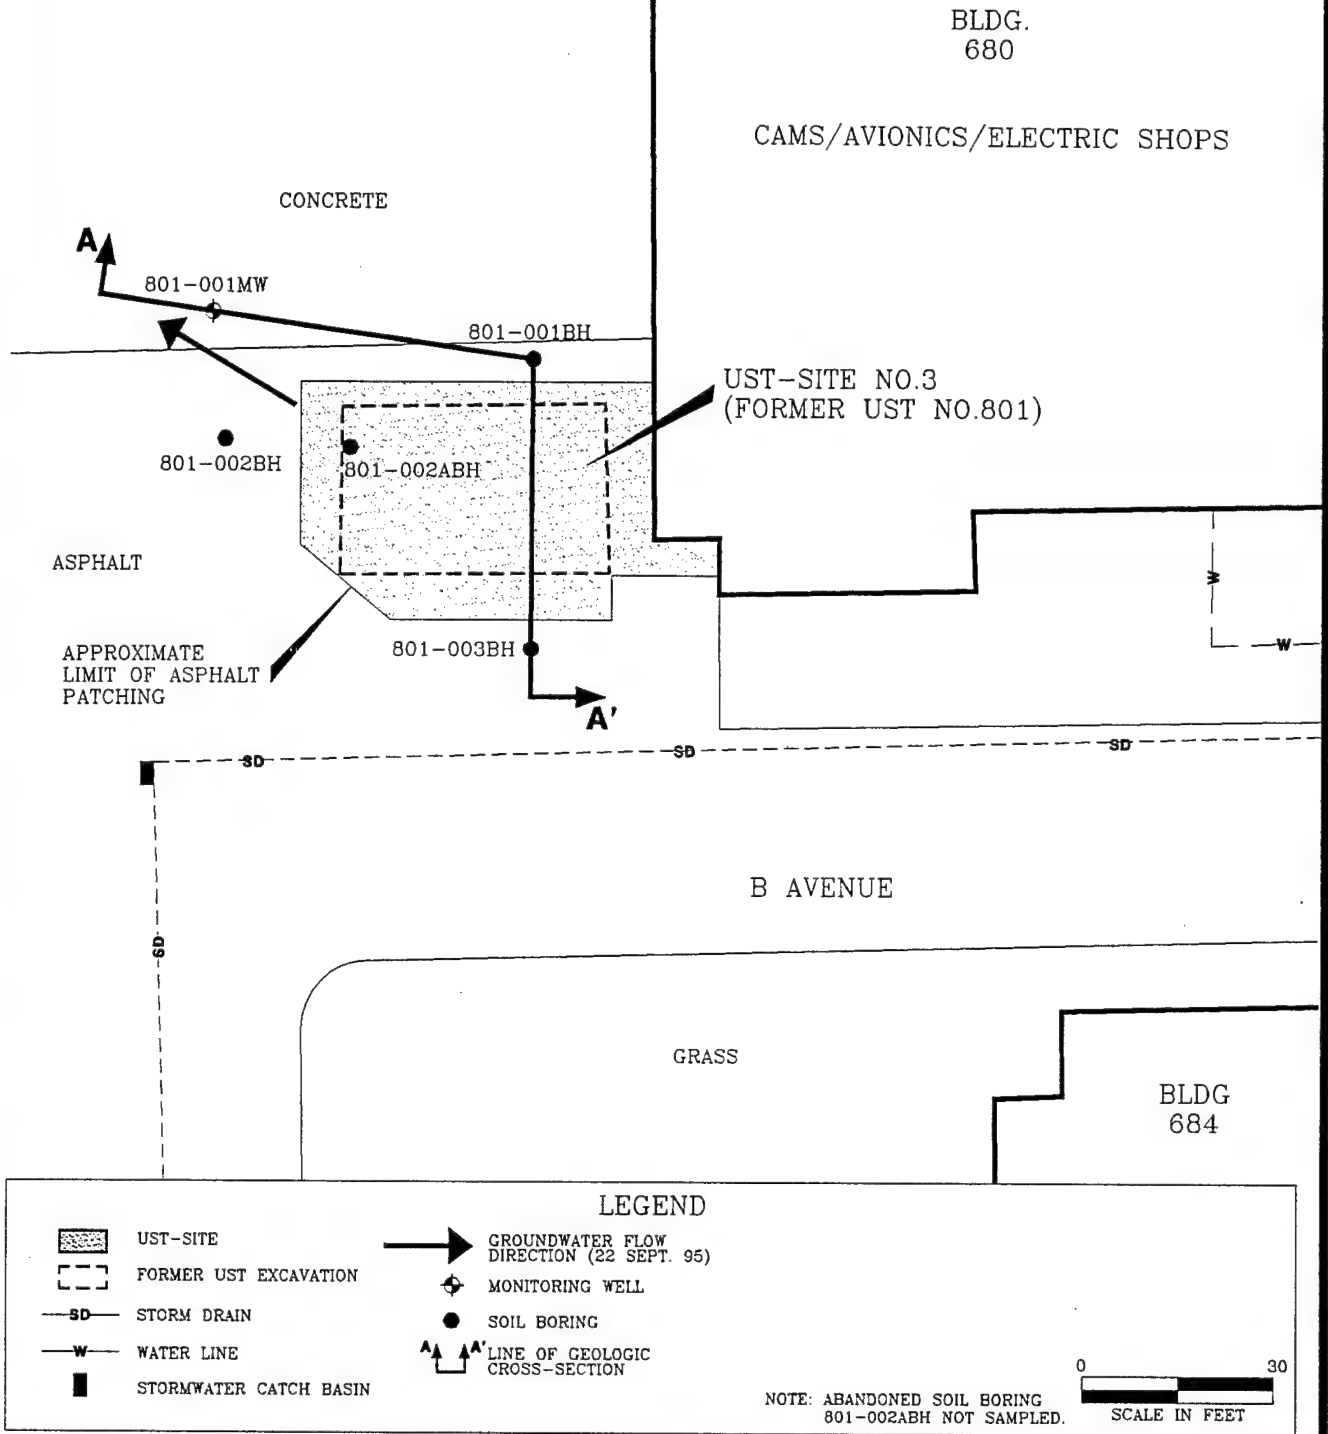 BLDG.
680
CAMS/AVIONICS/ELECTRIC SHOPS
CONCRETE
A
801-001MW
801-001BH
UST-SITE NO.3
(FORMER UST NO.801)
801-002BH
801-002ABH
ASPHALT
W
801-003BH
W
APPROXIMATE
LIMIT OF ASPHALT
PATCHING
A'
SD
SD
SD
B AVENUE
SD
GRASS
BLDG
684
LEGEND
UST-SITE
FORMER UST EXCAVATION
SD STORM DRAIN
W WATER LINE
STORMWATER CATCH BASIN
GROUNDWATER FLOW
DIRECTION (22 SEPT. 95)
MONITORING WELL
SOIL BORING
A A' LINE OF GEOLOGIC
CROSS-SECTION
NOTE: ABANDONED SOIL BORING
801-002ABH NOT SAMPLED.
0 30
SCALE IN FEET